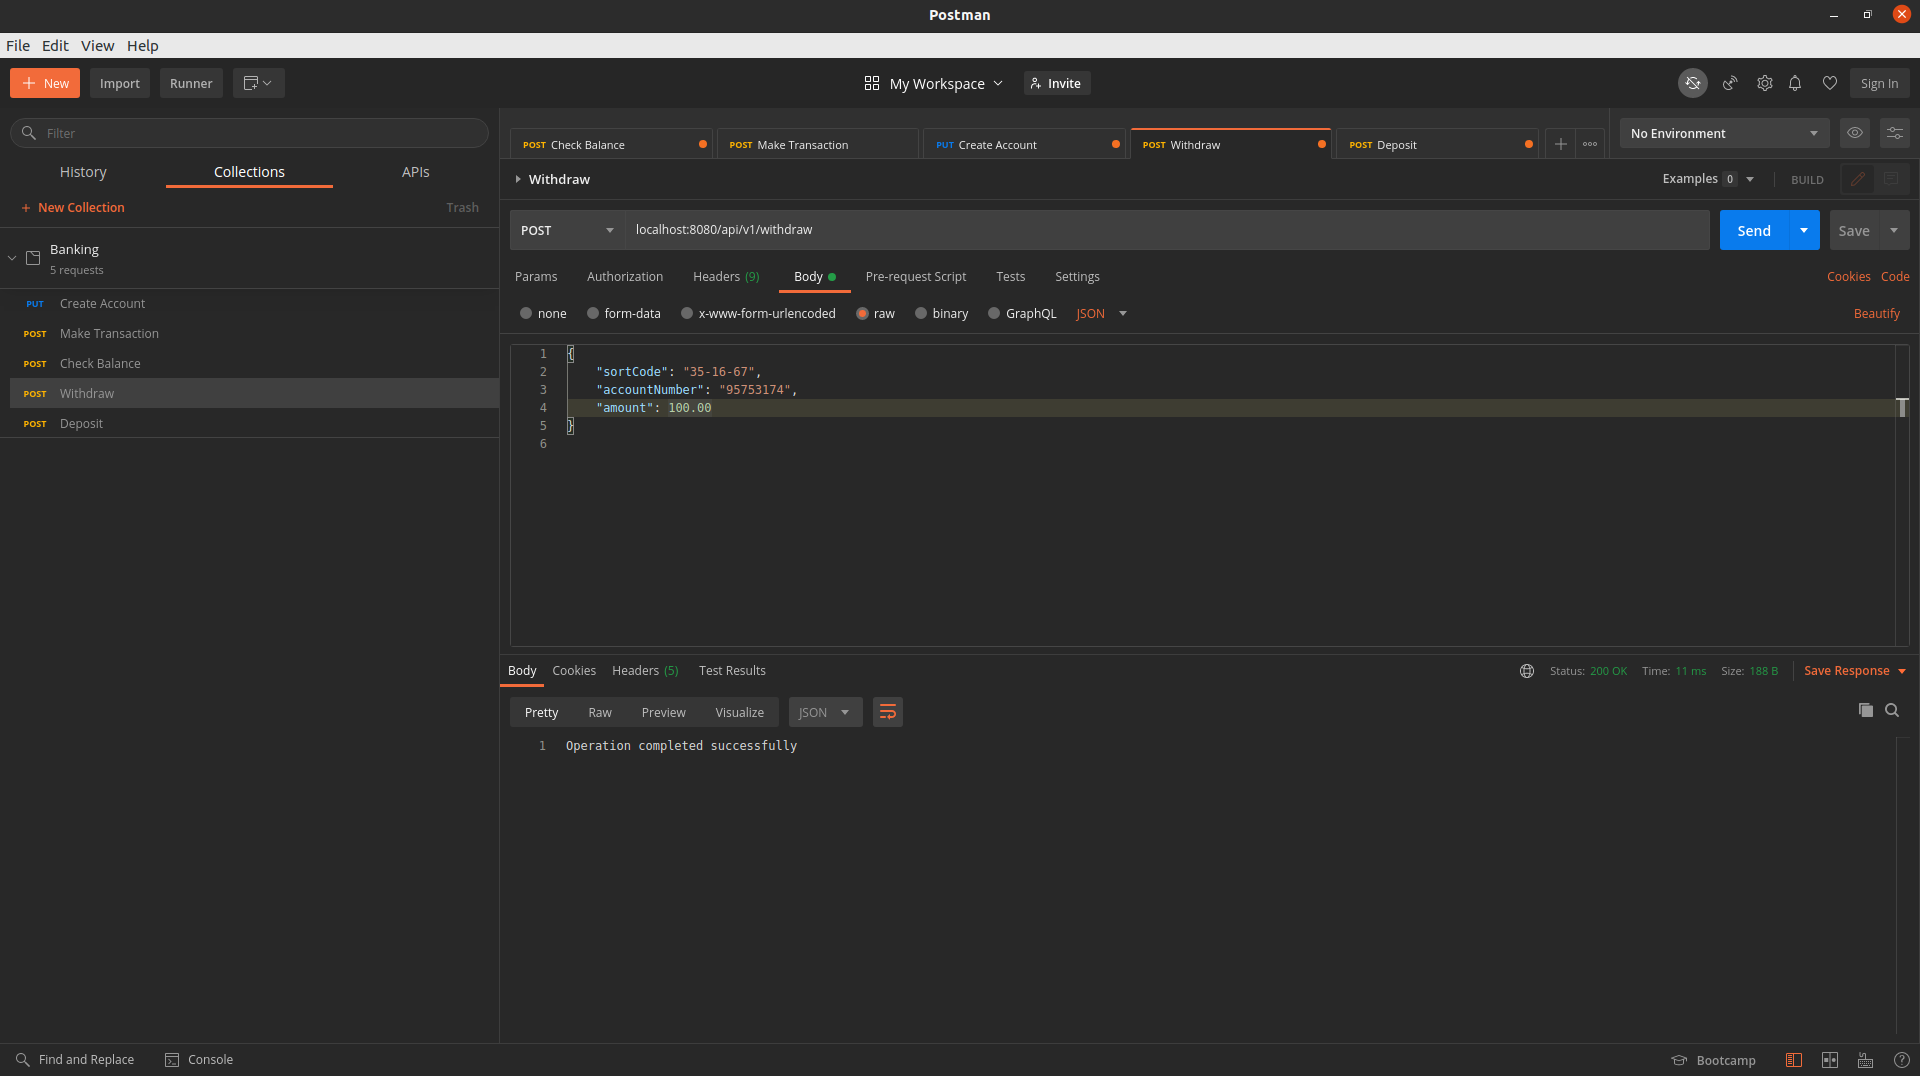 Postman
File Edit View Help
New Import Runner My Workspace Invite Sign In
Filter
History Collections APIs
+ New Collection Trash
Banking
5 requests
PUT Create Account
POST Make Transaction
POST Check Balance
POST Withdraw
POST Deposit
POST Check Balance POST Make Transaction PUT Create Account POST Withdraw POST Deposit No Environment
Withdraw Examples 0 BUILD
POST localhost:8080/api/v1/withdraw Send Save
Params Authorization Headers (9) Body Pre-request Script Tests Settings Cookies Code
none form-data x-www-form-urlencoded raw binary GraphQL JSON Beautify
1 {
2 "sortCode": "35-16-67",
3 "accountNumber": "95753174",
4 "amount": 100.00
5 }
6
Body Cookies Headers (5) Test Results Status: 200 OK Time: 11 ms Size: 188 B Save Response
Pretty Raw Preview Visualize JSON
1 Operation completed successfully
Find and Replace Console Bootcamp